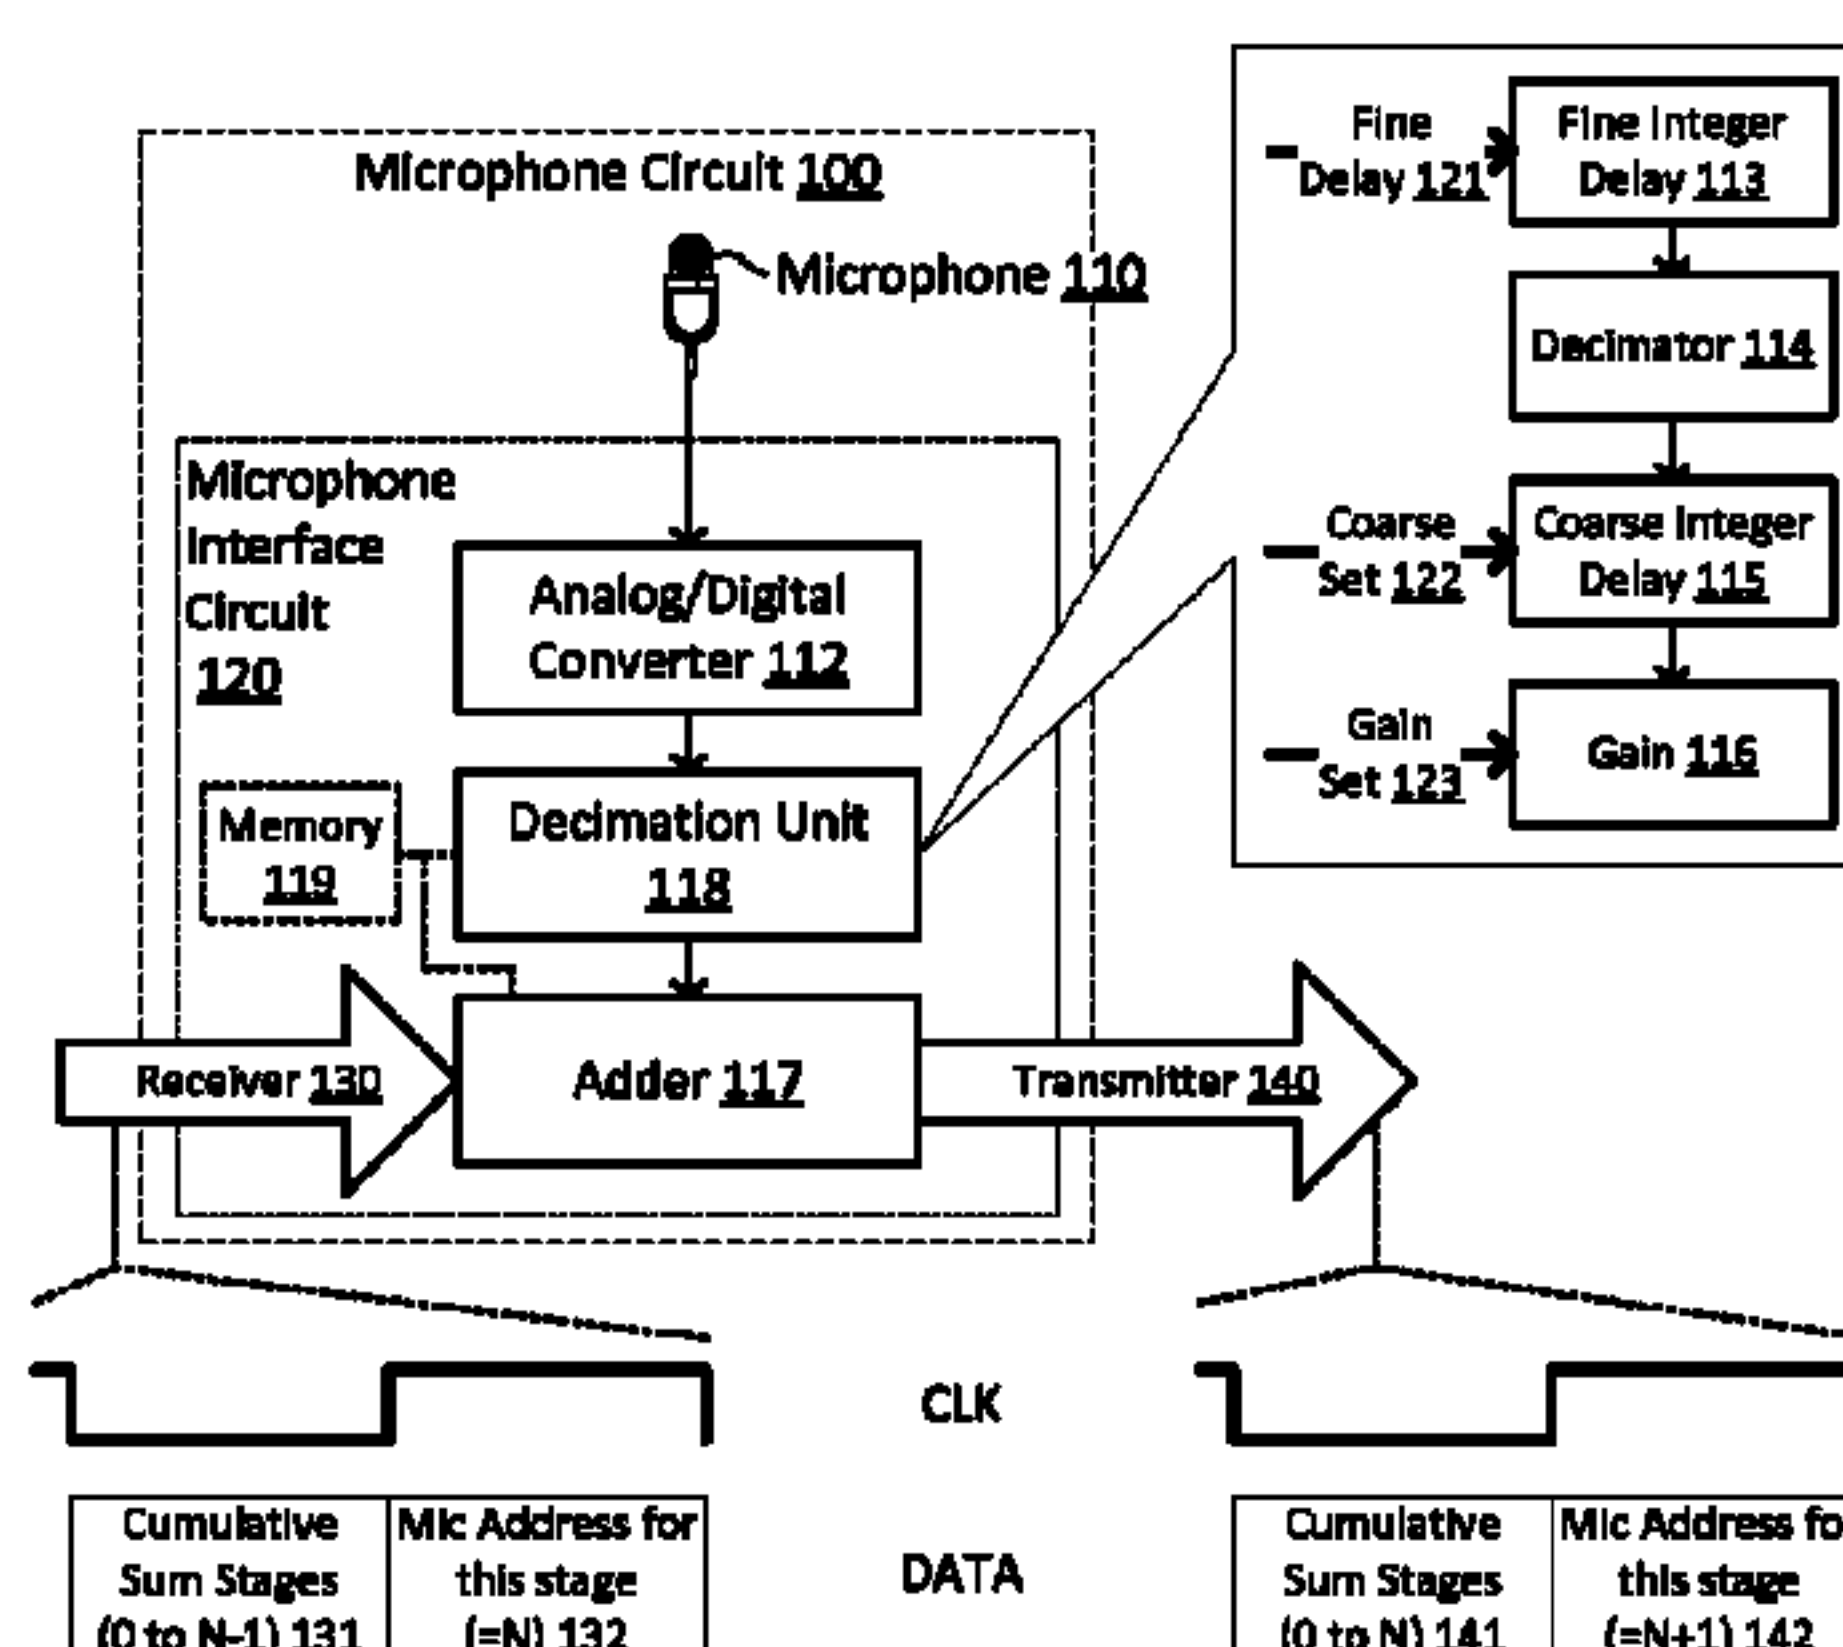 Microphone Circuit 100
Microphone 110
Microphone
Interface
Circuit
120
Analog/Digital
Converter 112
Memory
119
Decimation Unit
118
Receiver 130
Adder 117
Transmitter 140
Fine
Delay 121
Fine Integer
Delay 113
Decimator 114
Coarse
Set 122
Coarse Integer
Delay 115
Gain
Set 123
Gain 116
CLK
Cumulative
Sum Stages
(0 to N-1) 131
Mic Address for
this stage
(=N) 132
DATA
Cumulative
Sum Stages
(0 to N) 141
Mic Address fo
this stage
(=N+1) 142